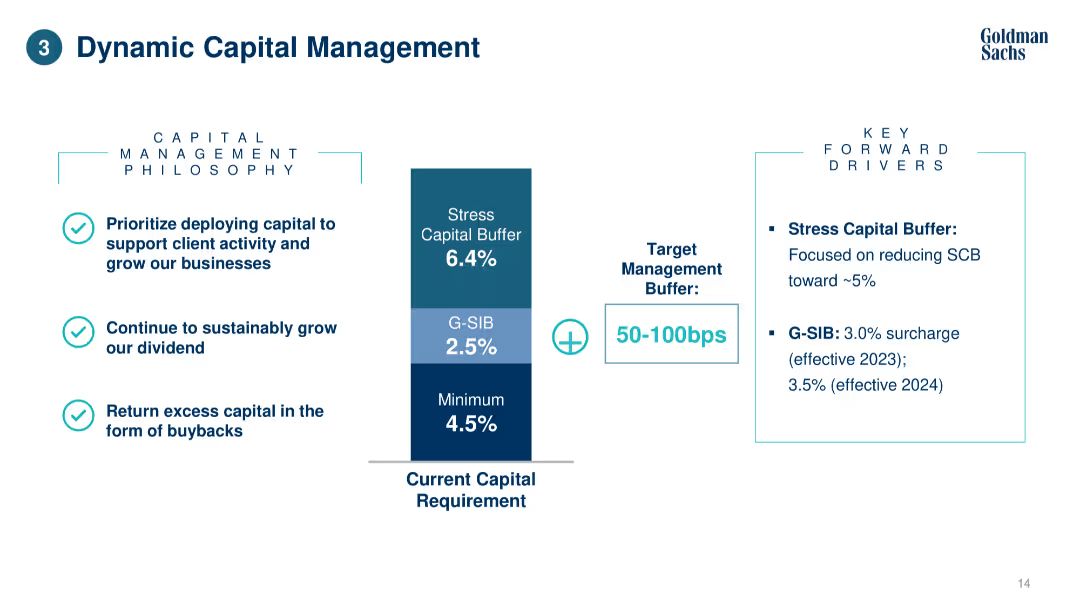 3 Dynamic Capital Management
Goldman
Sachs
CAPITAL
MANAGEMENT
PHILOSOPHY
Prioritize deploying capital to
support client activity and
grow our businesses
Continue to sustainably grow
our dividend
Return excess capital in the
form of buybacks
Stress
Capital Buffer
6.4%
G-SIB
2.5%
Minimum
4.5%
Current Capital
Requirement
Target
Management
Buffer:
50-100bps
KEY
FORWARD
DRIVERS
▪ Stress Capital Buffer:
Focused on reducing SCB
toward ~5%
▪ G-SIB: 3.0% surcharge
(effective 2023);
3.5% (effective 2024)
14